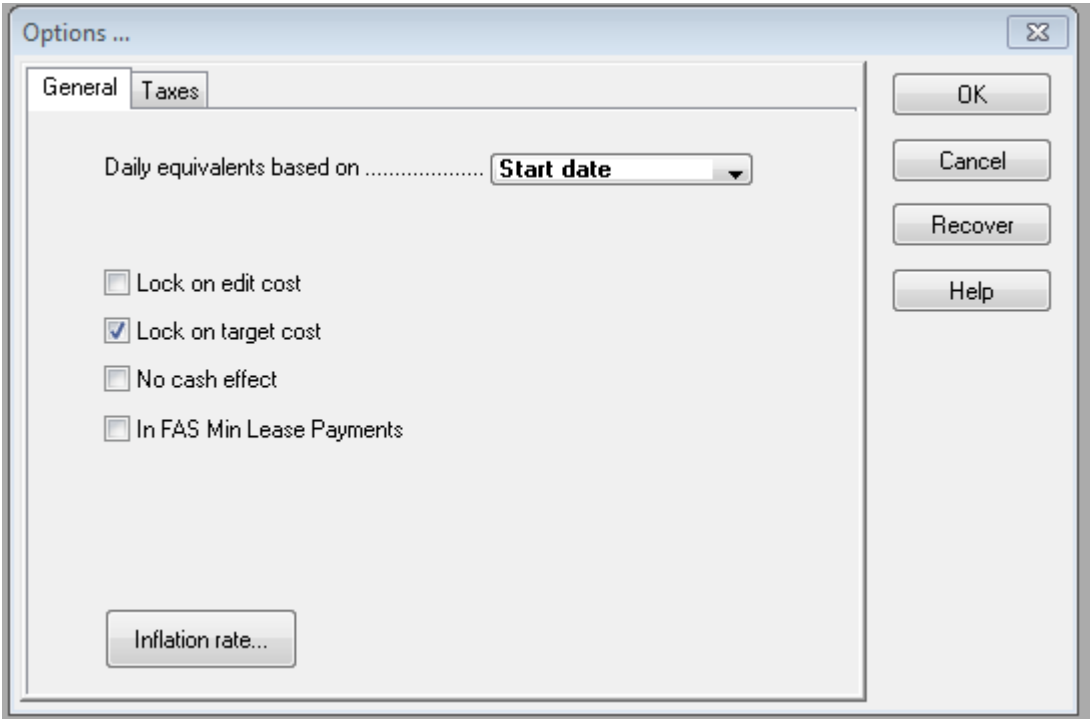 Options ...
General Taxes
Daily equivalents based on .................... Start date
Lock on edit cost
Lock on target cost
No cash effect
In FAS Min Lease Payments
Inflation rate...
OK
Cancel
Recover
Help